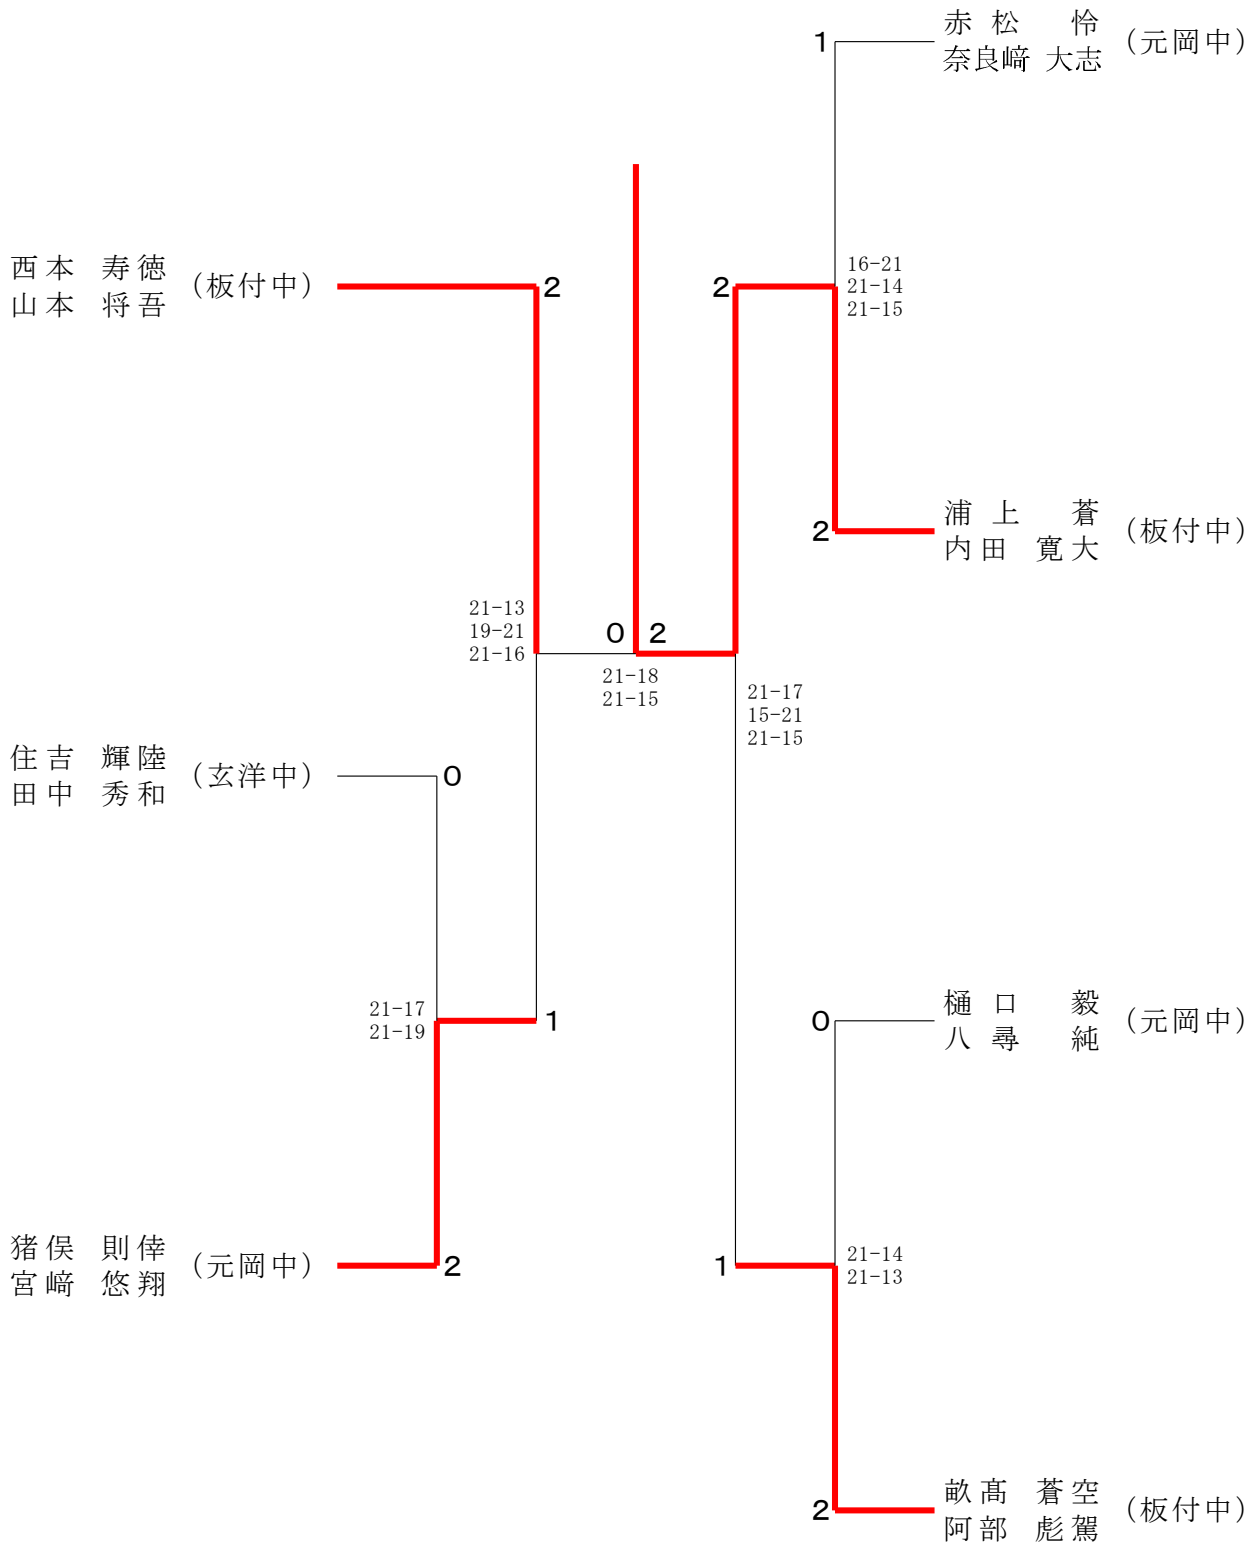 赤松 怜
奈良﨑 大志
(元岡中)
1
西本 寿徳
山本 将吾
(板付中)
2
2
16-21
21-14
21-15
浦上 蒼
内田 寛大
(板付中)
2
21-13
19-21
21-16
0 2
21-18
21-15
21-17
15-21
21-15
住吉 輝陸
田中 秀和
(玄洋中)
0
21-17
21-19
1
樋口 毅
八尋 純
(元岡中)
0
猪俣 則倖
宮﨑 悠翔
(元岡中)
2
1
21-14
21-13
畝髙 蒼空
阿部 彪駕
(板付中)
2